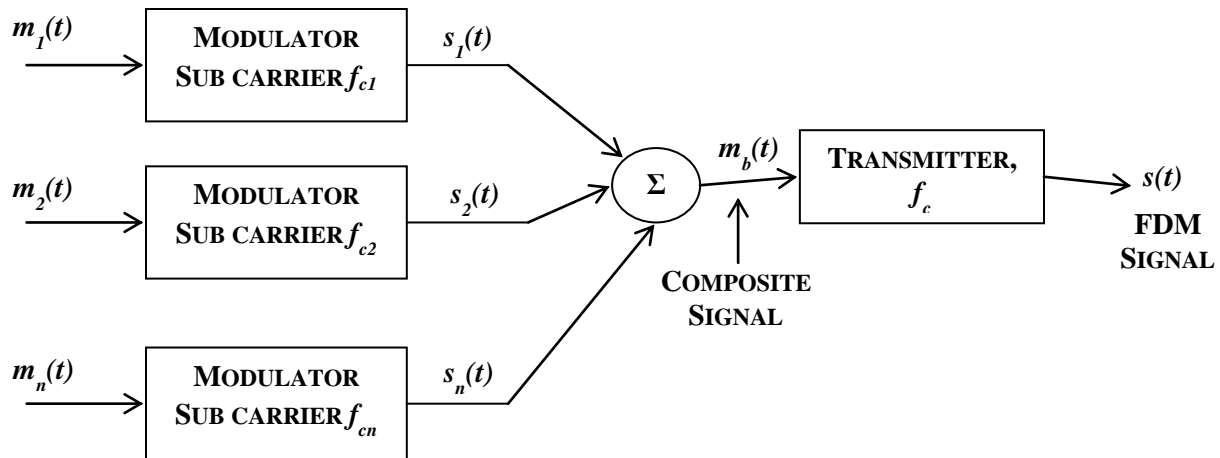 m1(t)
MODULATOR
SUB CARRIER fc1
s1(t)
m2(t)
MODULATOR
SUB CARRIER fc2
s2(t)
mn(t)
MODULATOR
SUB CARRIER fcn
sn(t)
Σ
mb(t)
COMPOSITE
SIGNAL
TRANSMITTER,
fc
s(t)
FDM
SIGNAL